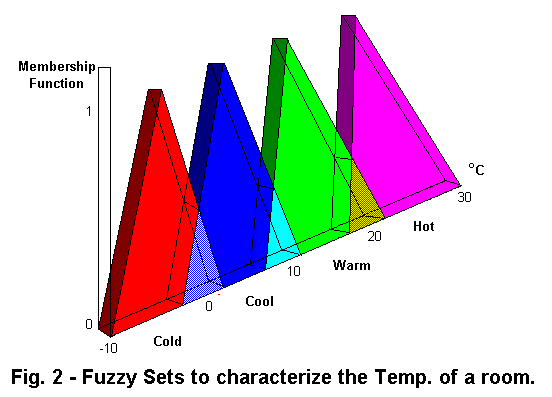 Membership
Function
1
0
-10
Cold
0
Cool
10
Warm
20
Hot
30
°C
Fig. 2 - Fuzzy Sets to characterize the Temp. of a room.